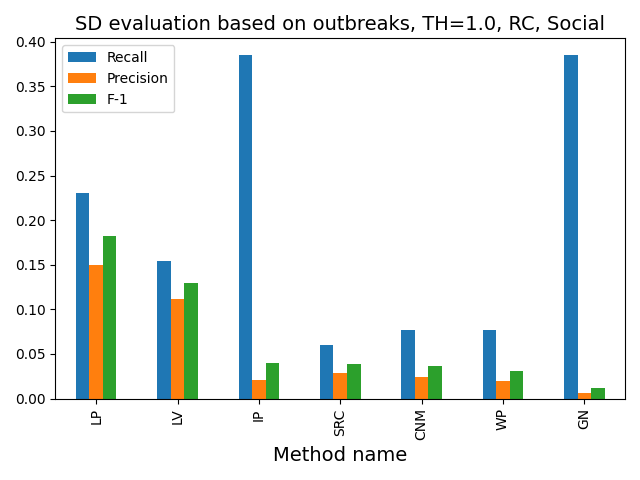 SD evaluation based on outbreaks, TH=1.0, RC, Social
Recall
Precision
F-1
0.40
0.35
0.30
0.25
0.20
0.15
0.10
0.05
0.00
LP
LV
IP
SRC
CNM
WP
GN
Method name